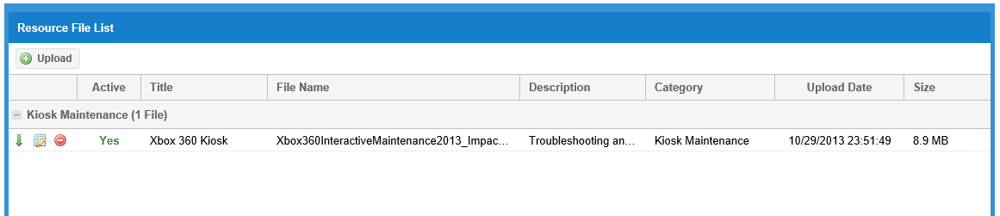 Resource File List
Upload
Active Title File Name Description Category Upload Date Size
Kiosk Maintenance (1 File)
Yes Xbox 360 Kiosk Xbox360InteractiveMaintenance2013_Impac... Troubleshooting an... Kiosk Maintenance 10/29/2013 23:51:49 8.9 MB